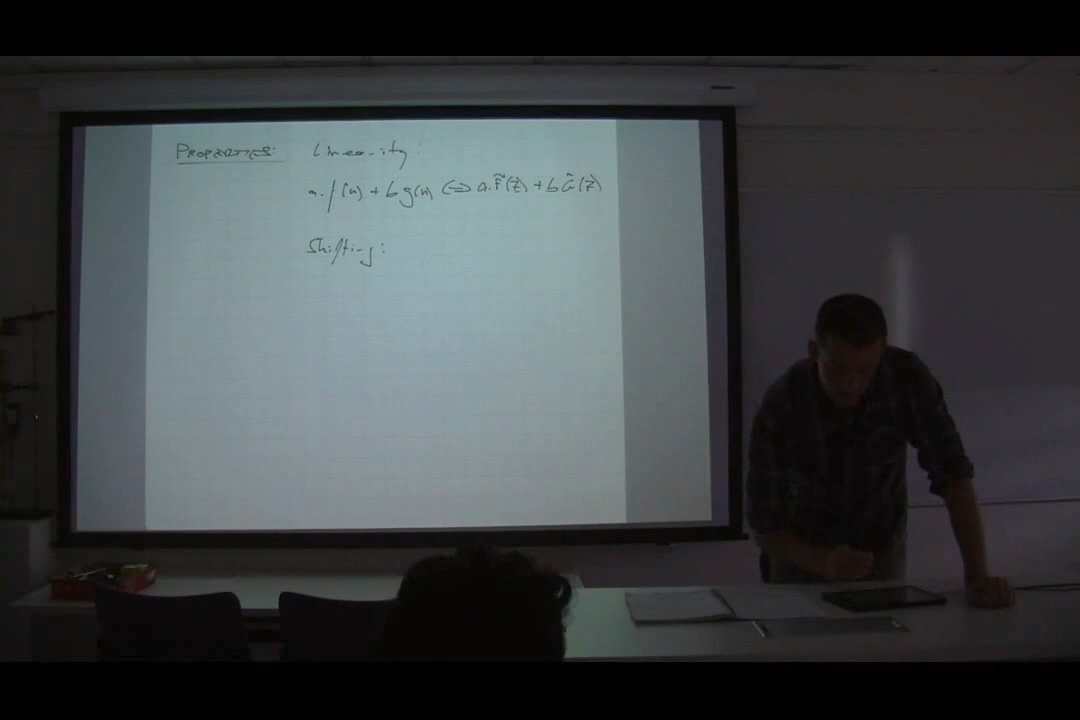 PROPERTIES: Linearity
a.f(n) + b g(n) ⟺ a.F̃(z) + b G̃(z)
Shifting: